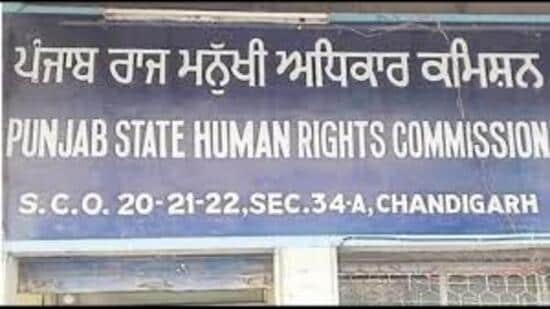 ਪੰਜਾਬ ਰਾਜ ਮਨੁੱਖੀ ਅਧਿਕਾਰ ਕਮਿਸ਼ਨ
PUNJAB STATE HUMAN RIGHTS COMMISSION
S.C.O. 20-21-22, SEC.34-A, CHANDIGARH